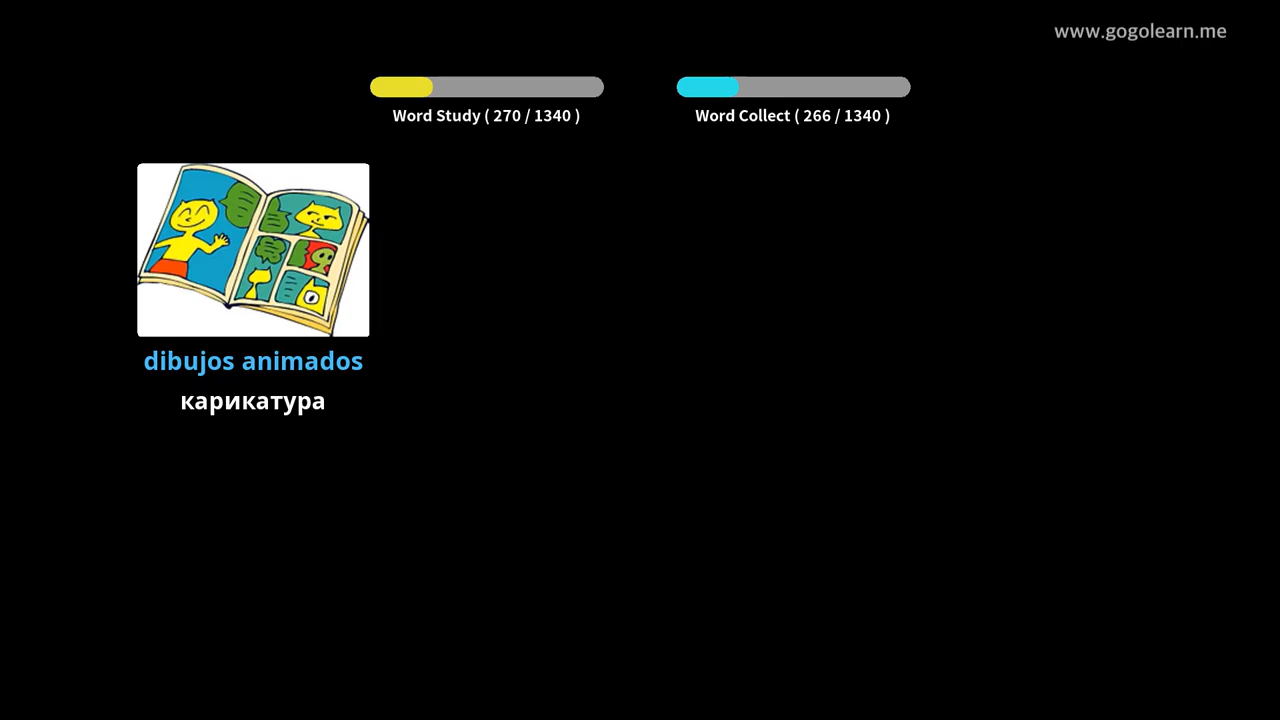 www.gogolearn.me
Word Study ( 270 / 1340 )
Word Collect ( 266 / 1340 )
dibujos animados
карикатура